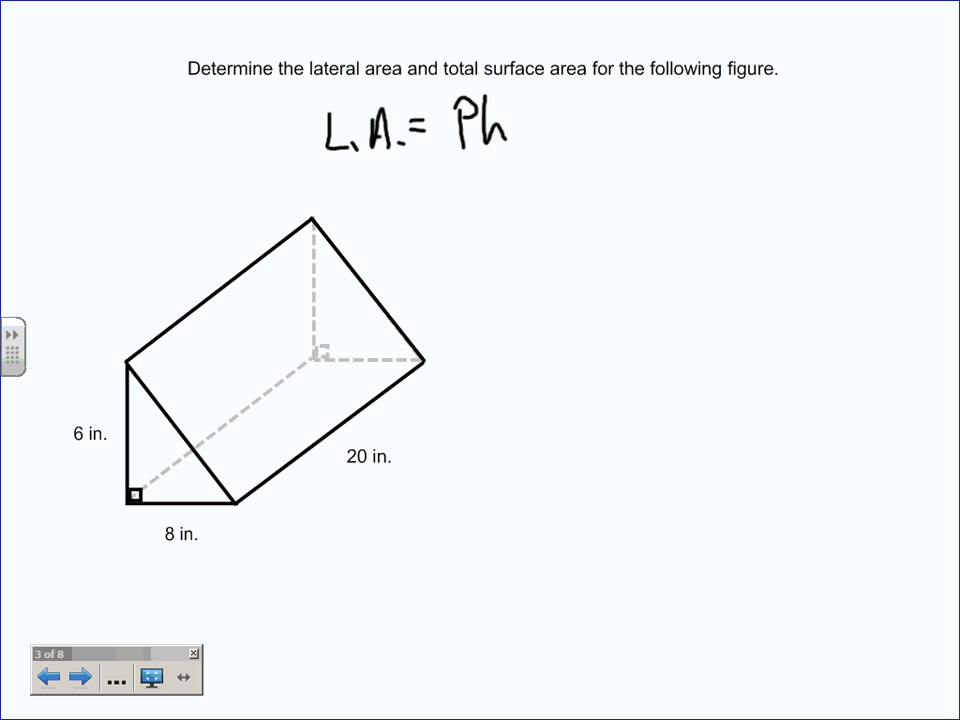 Determine the lateral area and total surface area for the following figure.
L.A. = Ph
6 in.
20 in.
8 in.
3 of 8
...